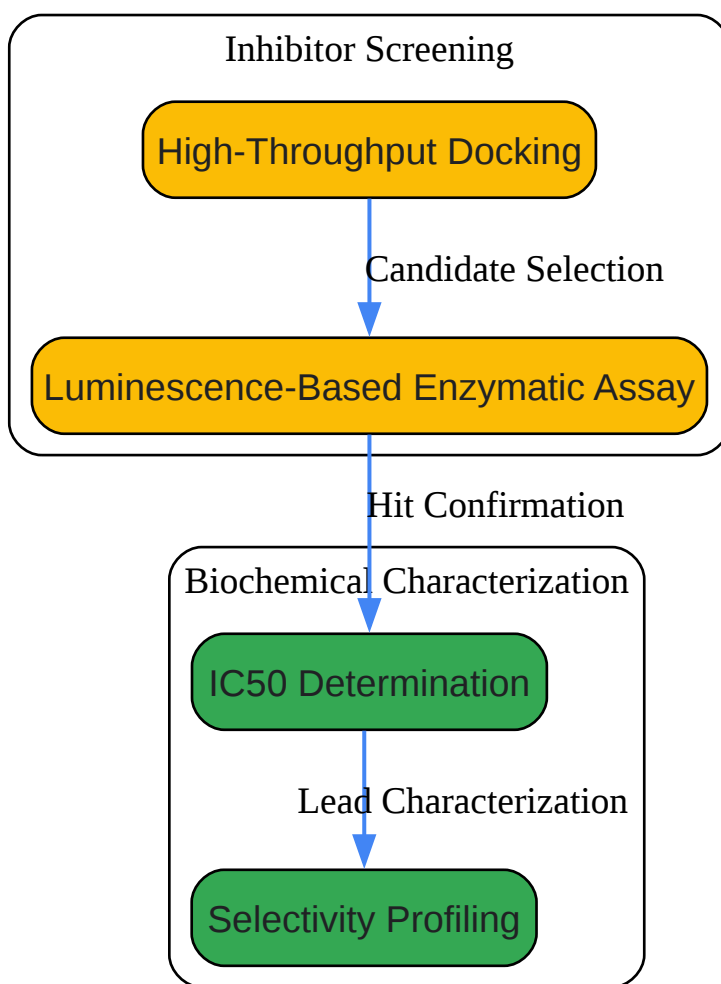 Inhibitor Screening
High-Throughput Docking
Candidate Selection
Luminescence-Based Enzymatic Assay
Hit Confirmation
Biochemical Characterization
IC50 Determination
Lead Characterization
Selectivity Profiling